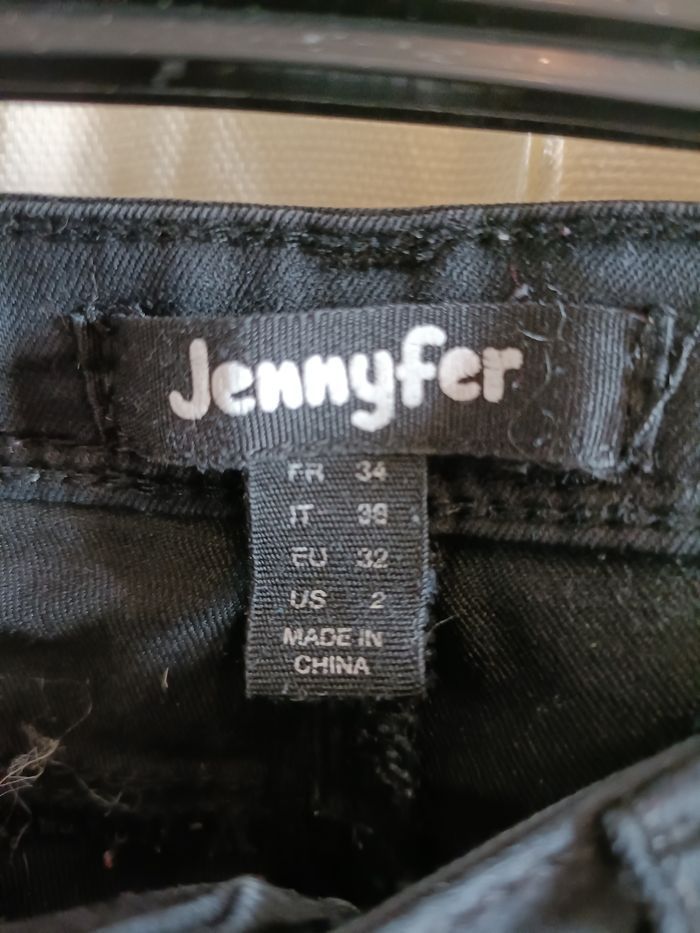 Jennyfer
FR 34
IT 38
EU 32
US 2
MADE IN
CHINA